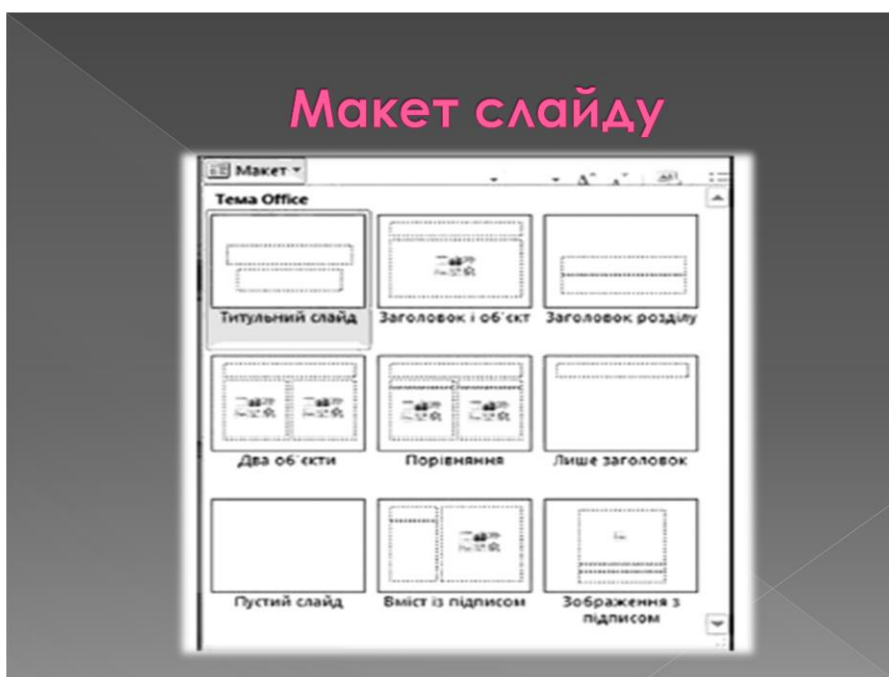 Макет слайду
Макет
Тема Office
Титульний слайд
Заголовок і об'єкт
Заголовок розділу
Два об'єкти
Порівняння
Лише заголовок
Пустий слайд
Вміст із підписом
Зображення з
підписом